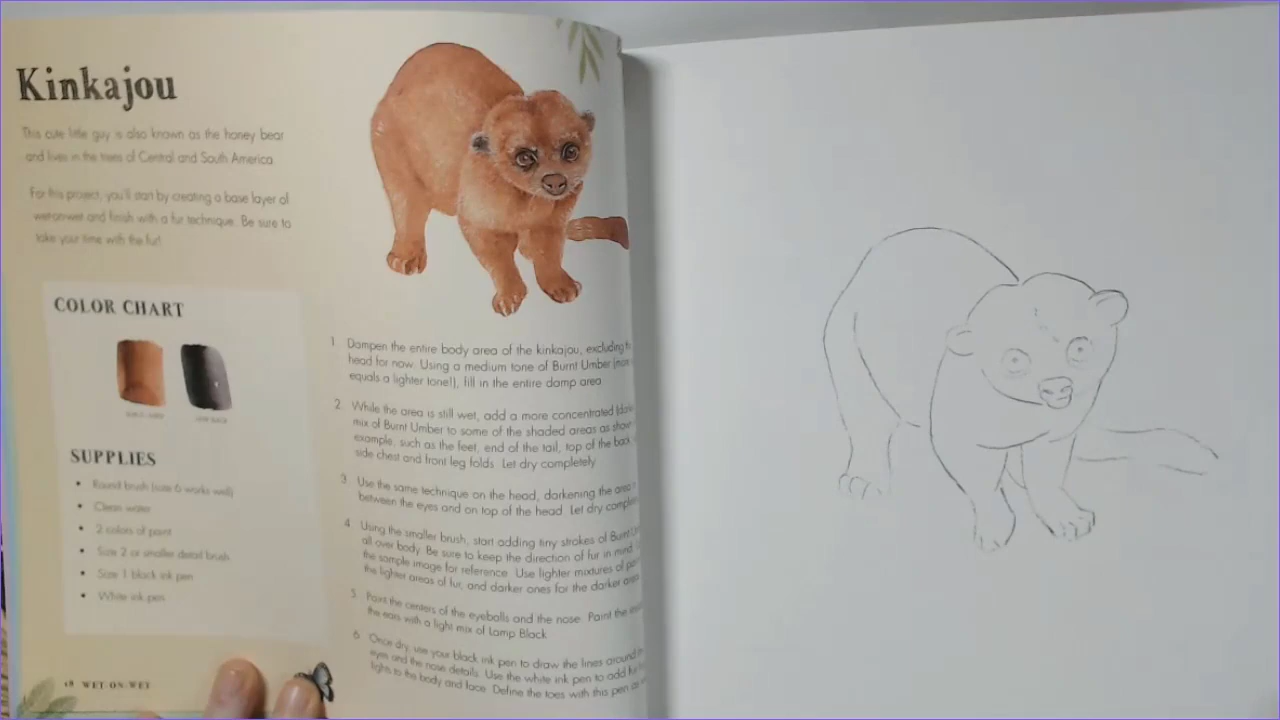 Kinkajou
This cute little guy is also known as the honey bear
and lives in the trees of Central and South America.
For this project, you'll start by creating a base layer of
wet-on-wet and finish with a fur technique. Be sure to
take your time with the fur!
COLOR CHART
SUPPLIES
• Round brush (size 6 works well)
• Clean water
• 2 colors of paint
• Size 2 or smaller detail brush
• Size 1 black ink pen
• White ink pen
18 WET-ON-WET
1. Dampen the entire body area of the kinkajou, excluding
head for now. Using a medium tone of Burnt Umber
equals a lighter tone!), fill in the entire damp area.
2. While the area is still wet, add a more concentrated
mix of Burnt Umber to some of the shaded areas as
example, such as the feet, end of the tail, top of the back,
side chest and front leg folds. Let dry completely.
3. Use the same technique on the head, darkening the area
between the eyes and on top of the head. Let dry
4. Using the smaller brush, start adding tiny strokes of Burnt
all over body. Be sure to keep the direction of fur in mind.
the sample image for reference. Use lighter mixtures of
the lighter areas of fur, and darker ones for the darker
5. Paint the centers of the eyeballs and the nose. Paint the
the ears with a light mix of Lamp Black.
6. Once dry, use your black ink pen to draw the lines around
eyes and the nose details. Use the white ink pen to add
lights to the body and face. Define the toes with this pen